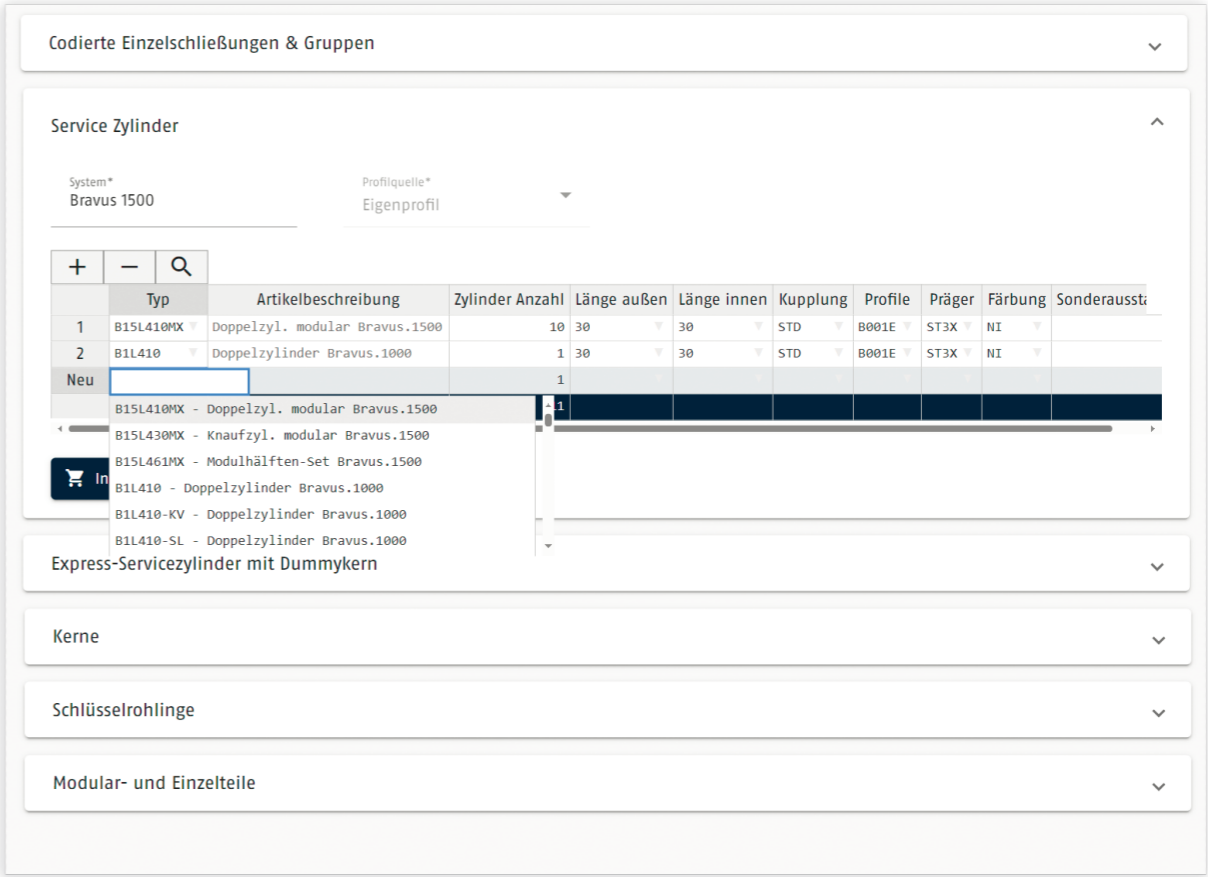 Codierte Einzelschließungen & Gruppen
Service Zylinder
System* Profilquelle*
Bravus 1500 Eigenprofil
Typ Artikelbeschreibung Zylinder Anzahl Länge außen Länge innen Kupplung Profile Präger Färbung
1 B15L410MX Doppelzyl. modular Bravus.1500 10 30 30 STD B001E ST3X NI
2 B1L410 Doppelzylinder Bravus.1000 1 30 30 STD B001E ST3X NI
Neu 1
B15L410MX - Doppelzyl. modular Bravus.1500
B15L430MX - Knaufzyl. modular Bravus.1500
B15L461MX - Modulhälften-Set Bravus.1500
In B1L410 - Doppelzylinder Bravus.1000
B1L410-KV - Doppelzylinder Bravus.1000
B1L410-SL - Doppelzylinder Bravus.1000
Express-Servicezylinder mit Dummykern
Kerne
Schlüsselrohlinge
Modular- und Einzelteile